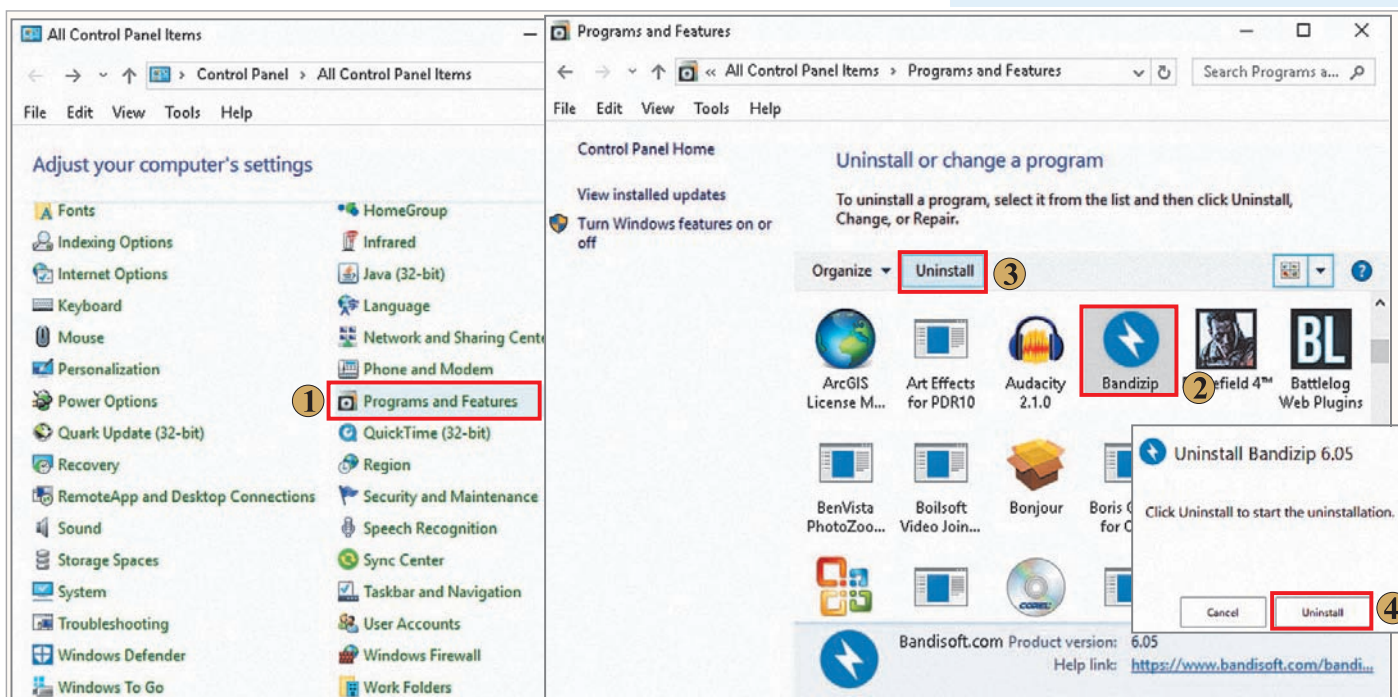 All Control Panel Items
Control Panel > All Control Panel Items
File Edit View Tools Help
Adjust your computer's settings
Fonts
Indexing Options
Internet Options
Keyboard
Mouse
Personalization
Power Options
Quark Update (32-bit)
Recovery
RemoteApp and Desktop Connections
Sound
Storage Spaces
System
Troubleshooting
Windows Defender
Windows To Go
HomeGroup
Infrared
Java (32-bit)
Language
Network and Sharing Cente
Phone and Modem
1
Programs and Features
QuickTime (32-bit)
Region
Security and Maintenance
Speech Recognition
Sync Center
Taskbar and Navigation
User Accounts
Windows Firewall
Work Folders
Programs and Features
« All Control Panel Items > Programs and Features
Search Programs a...
File Edit View Tools Help
Control Panel Home
View installed updates
Turn Windows features on or
off
Uninstall or change a program
To uninstall a program, select it from the list and then click Uninstall,
Change, or Repair.
Organize Uninstall 3
BL
ArcGIS
License M...
Art Effects
for PDR10
Audacity
2.1.0
Bandizip
2
efield 4™
Battlelog
Web Plugins
BenVista
PhotoZoo...
Boilsoft
Video Join...
Bonjour
Boris
for
COREL
Uninstall Bandizip 6.05
Click Uninstall to start the uninstallation.
Cancel Uninstall 4
Bandisoft.com Product version: 6.05
Help link: https://www.bandisoft.com/bandi...